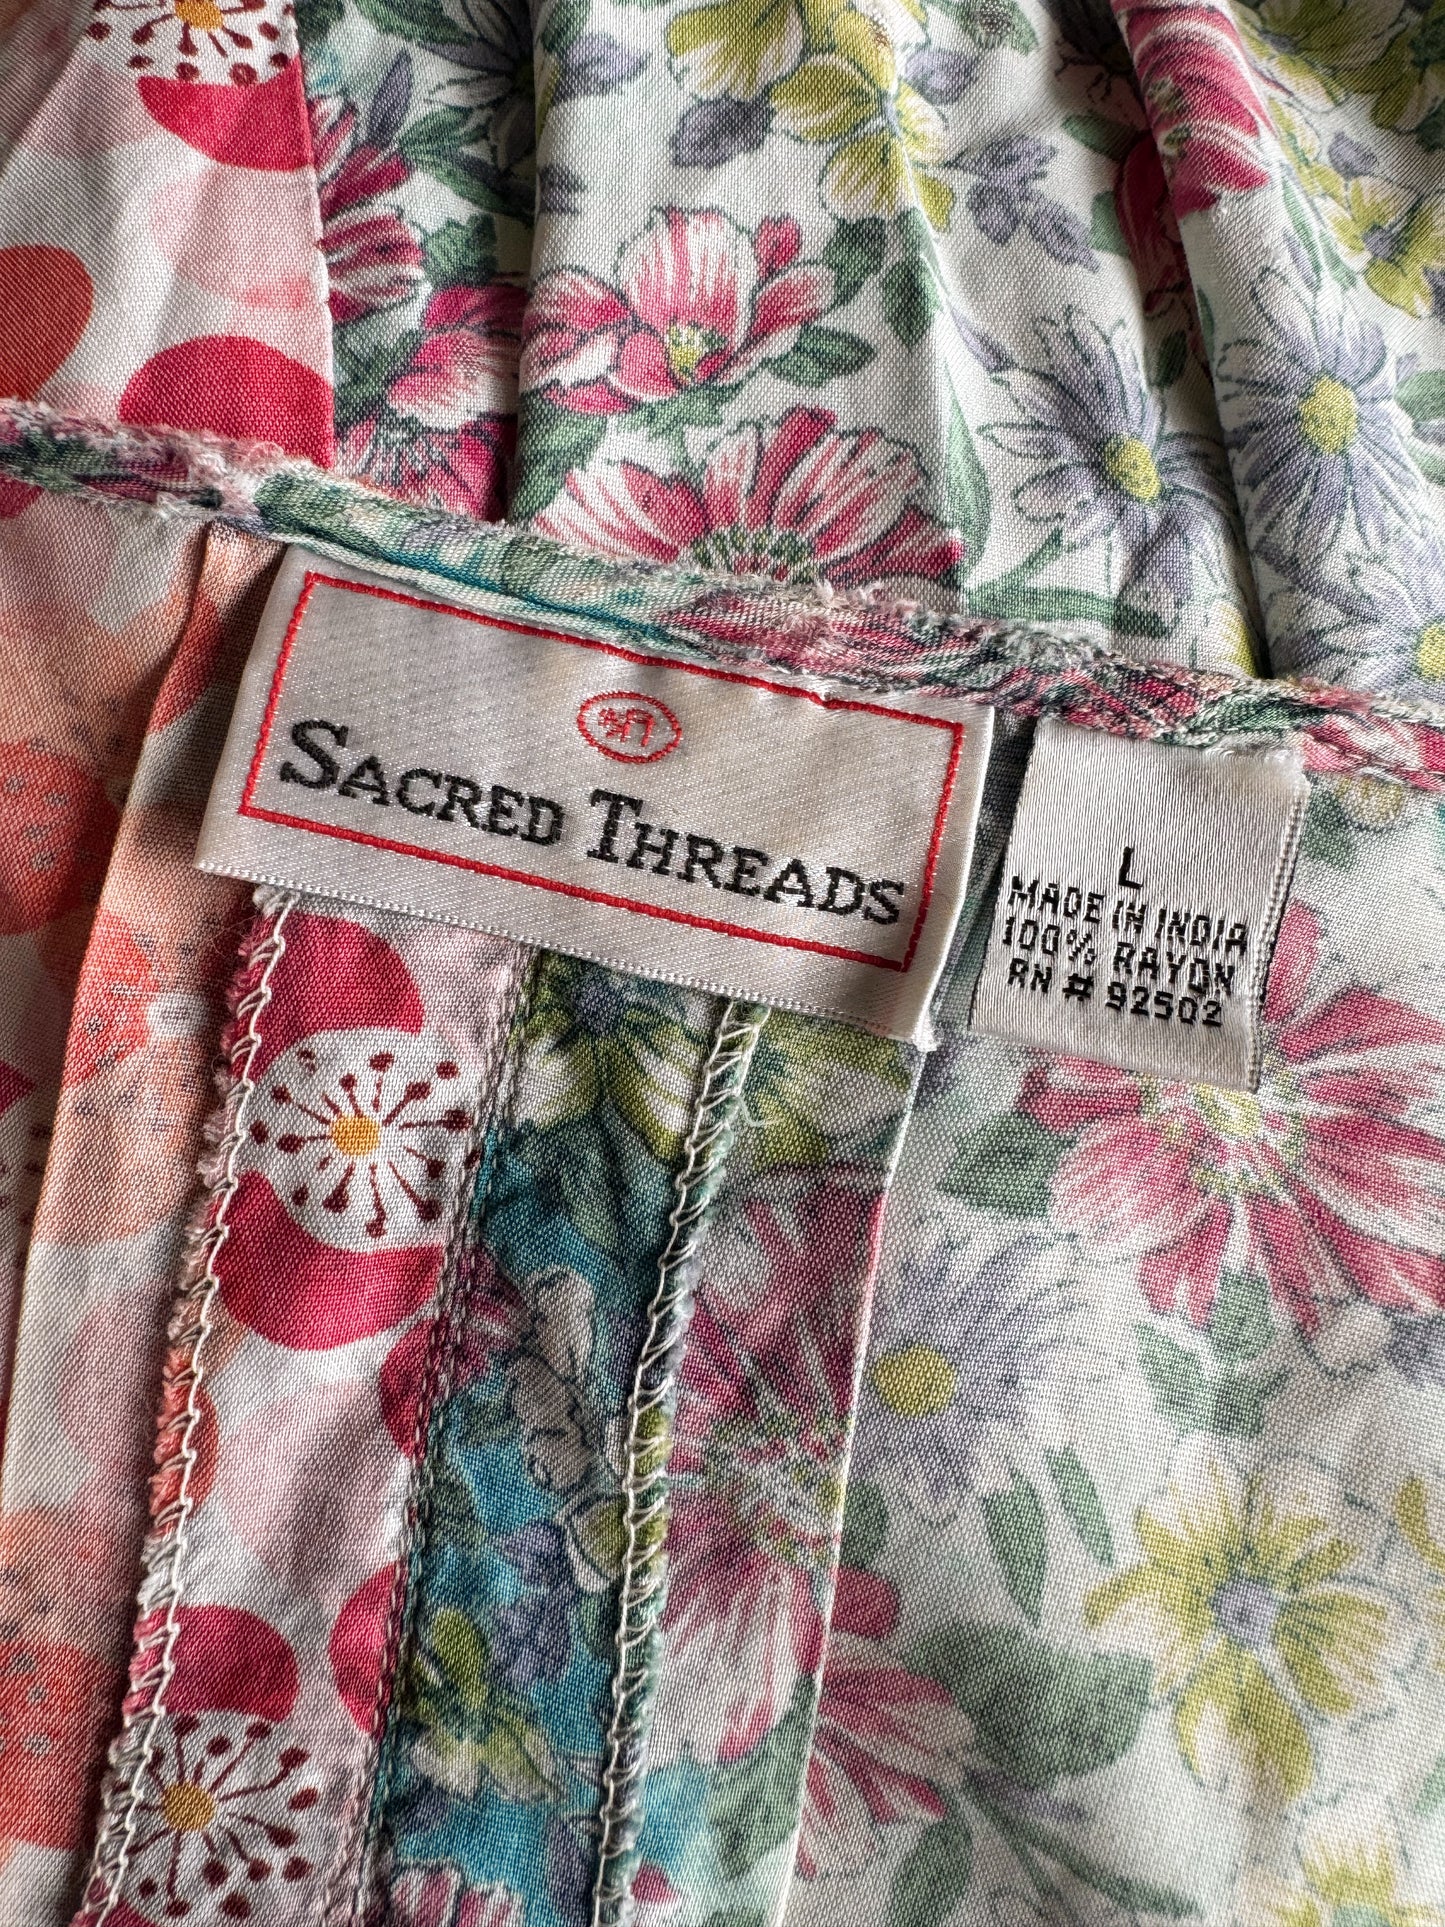 SACRED THREADS
L
MADE IN INDIA
100% RAYON
RN # 92502